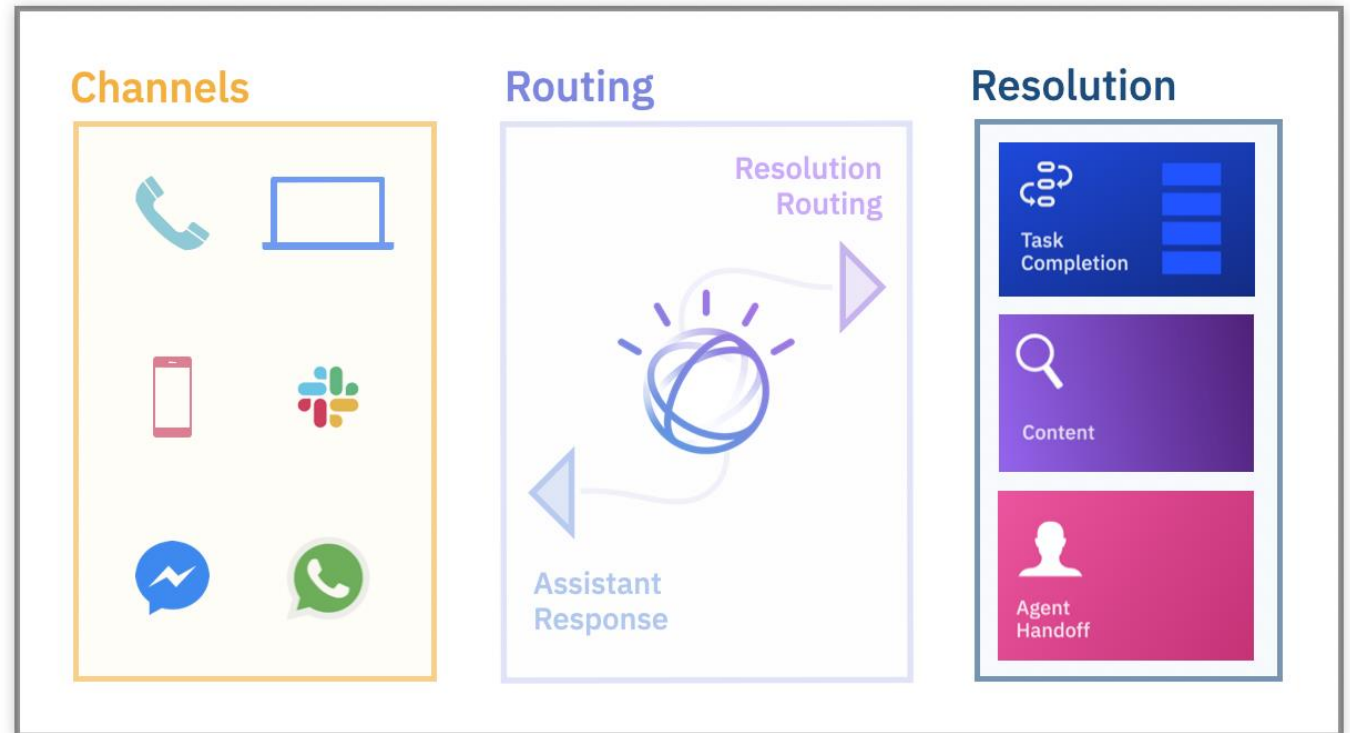 Channels
Routing
Resolution
Resolution
Routing
Assistant
Response
Task
Completion
Content
Agent
Handoff